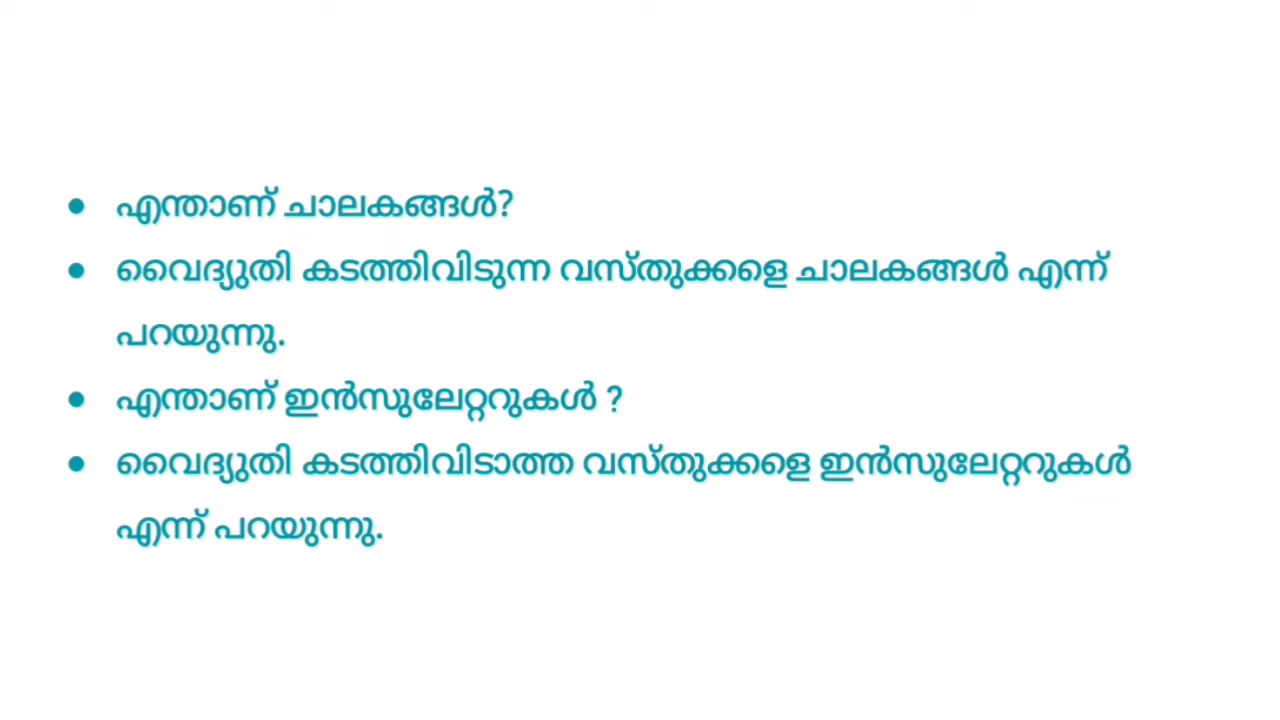 ● എന്താണ് ചാലകങ്ങൾ?
● വൈദ്യുതി കടത്തിവിടുന്ന വസ്തുക്കളെ ചാലകങ്ങൾ എന്ന്
പറയുന്നു.
● എന്താണ് ഇൻസുലേറ്ററുകൾ ?
● വൈദ്യുതി കടത്തിവിടാത്ത വസ്തുക്കളെ ഇൻസുലേറ്ററുകൾ
എന്ന് പറയുന്നു.